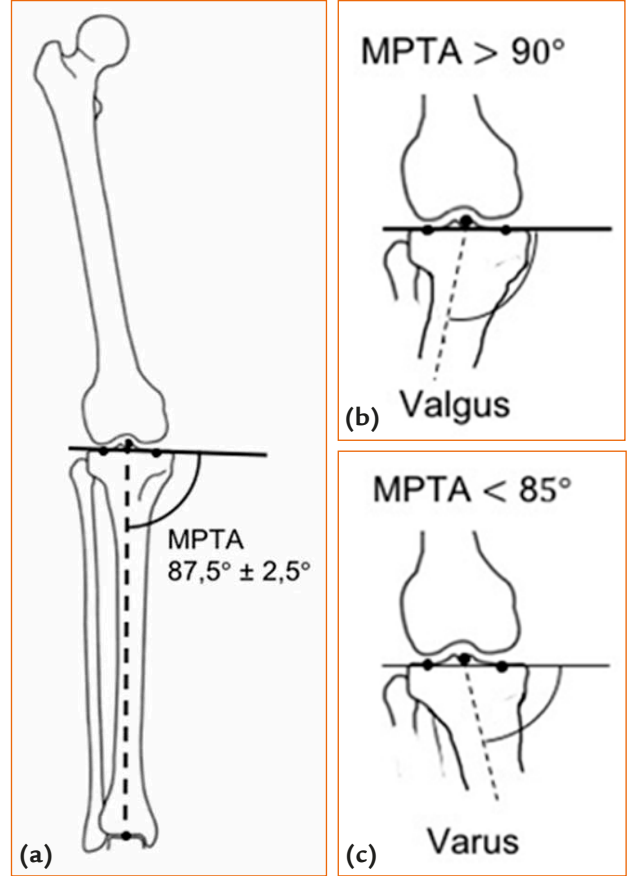 MPTA
87,5° ± 2,5°
(a)
MPTA > 90°
Valgus
(b)
MPTA < 85°
Varus
(c)